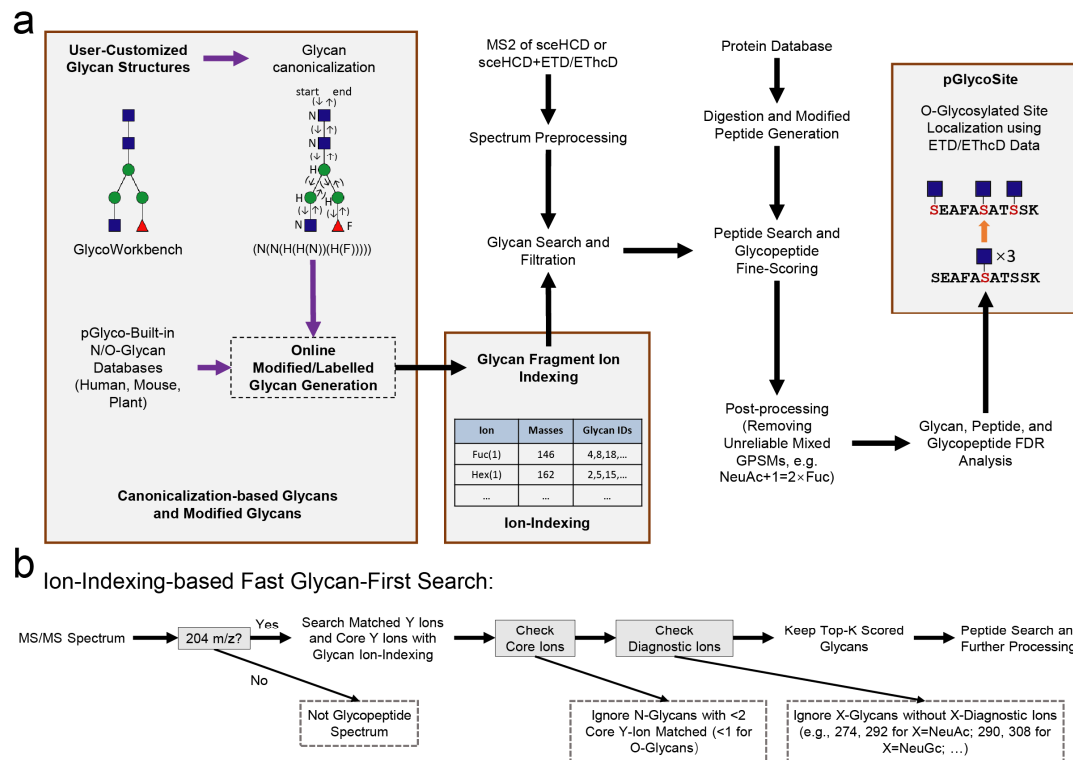 a
User-Customized
Glycan Structures
Glycan
canonicalization
start end
(↓ ↑)
N
(↓ ↑)
N
(↓ ↑)
H
(↓ ↑)
(↓ ↑)
H
(↓ ↑)
H
(↓ ↑)
N
F
GlycoWorkbench
(N(N(H(H(N))(H(F)))))
pGlyco-Built-in
N/O-Glycan
Databases
(Human, Mouse,
Plant)
Online
Modified/Labelled
Glycan Generation
Canonicalization-based Glycans
and Modified Glycans
MS2 of sceHCD or
sceHCD+ETD/EThcD
Spectrum Preprocessing
Glycan Search and
Filtration
Glycan Fragment Ion
Indexing
Ion Masses Glycan IDs
Fuc(1) 146 4,8,18,…
Hex(1) 162 2,5,15,…
… … …
Ion-Indexing
Protein Database
Digestion and Modified
Peptide Generation
Peptide Search and
Glycopeptide
Fine-Scoring
Post-processing
(Removing
Unreliable Mixed
GPSMs, e.g.
NeuAc+1=2×Fuc)
Glycan, Peptide, and
Glycopeptide FDR
Analysis
pGlycoSite
O-Glycosylated Site
Localization using
ETD/EThcD Data
SEAFASATSSK
×3
SEAFASATSSK
b
Ion-Indexing-based Fast Glycan-First Search:
MS/MS Spectrum
204 m/z?
Yes
No
Not Glycopeptide
Spectrum
Search Matched Y Ions
and Core Y Ions with
Glycan Ion-Indexing
Check
Core Ions
Ignore N-Glycans with <2
Core Y-Ion Matched (<1 for
O-Glycans)
Check
Diagnostic Ions
Ignore X-Glycans without X-Diagnostic Ions
(e.g., 274, 292 for X=NeuAc; 290, 308 for
X=NeuGc; …)
Keep Top-K Scored
Glycans
Peptide Search and
Further Processing